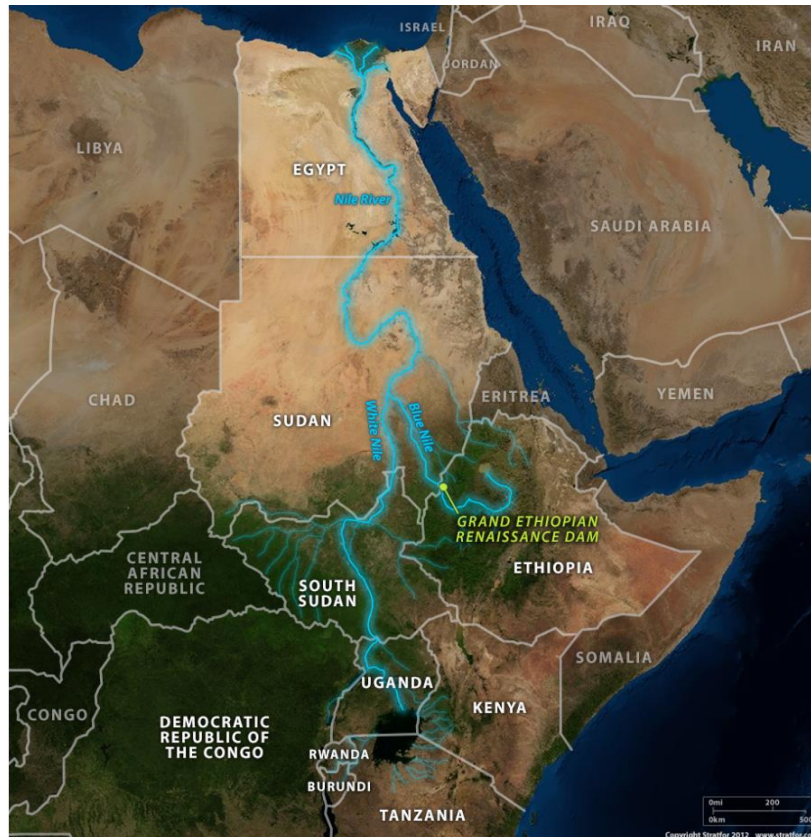 ISRAEL
IRAQ
IRAN
JORDAN
LIBYA
EGYPT
Nile River
SAUDI ARABIA
CHAD
ERITREA
YEMEN
SUDAN
White Nile
Blue Nile
GRAND ETHIOPIAN
RENAISSANCE DAM
CENTRAL
AFRICAN
REPUBLIC
ETHIOPIA
SOUTH
SUDAN
SOMALIA
UGANDA
CONGO
KENYA
DEMOCRATIC
REPUBLIC OF
THE CONGO
RWANDA
BURUNDI
TANZANIA
0mi 200
0km
Copyright Stratfor 2012